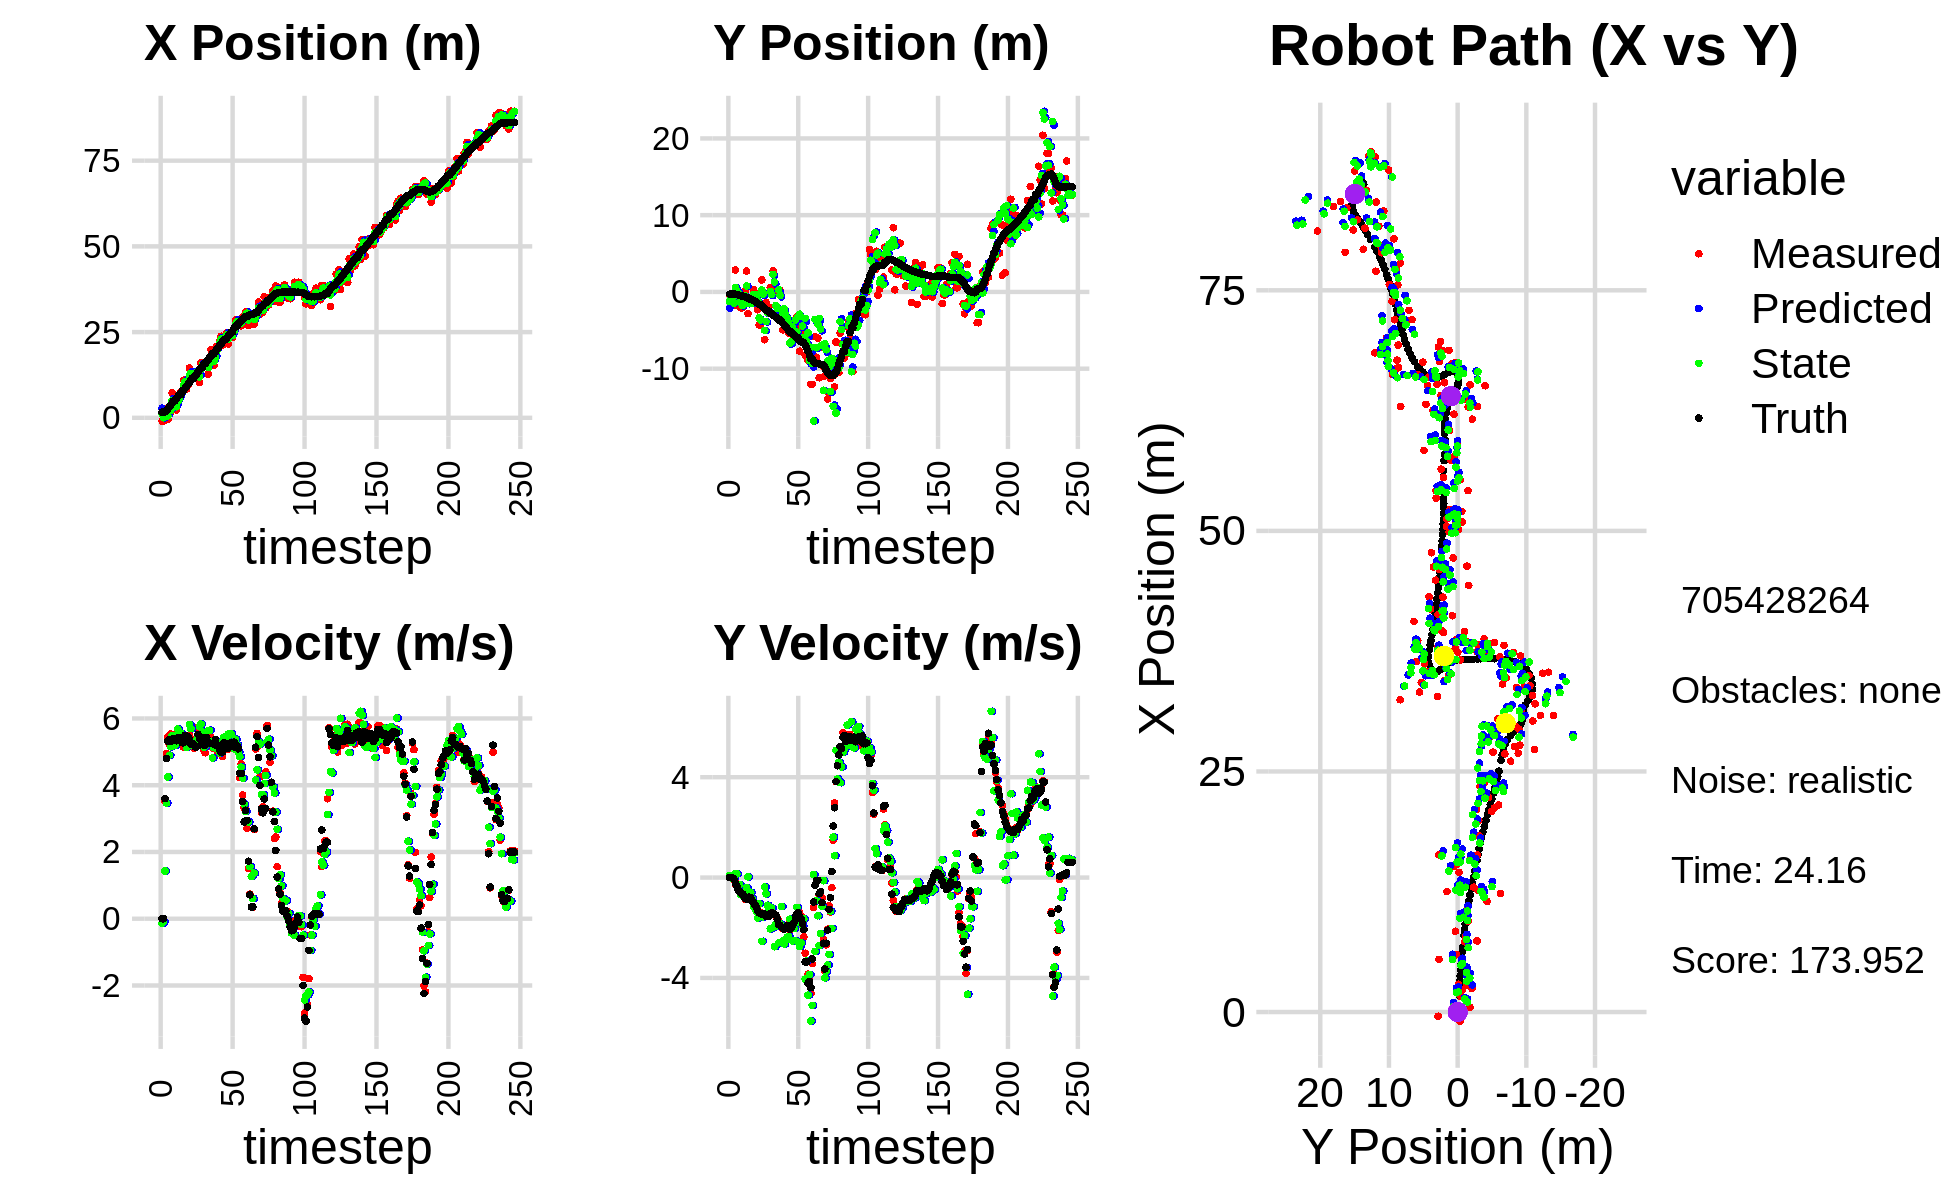 X Position (m)
75
50
25
0
0 50 100 150 200 250
timestep
Y Position (m)
20
10
0
-10
0 50 100 150 200 250
timestep
X Velocity (m/s)
6
4
2
0
-2
0 50 100 150 200 250
timestep
Y Velocity (m/s)
4
0
-4
0 50 100 150 200 250
timestep
Robot Path (X vs Y)
X Position (m)
75
50
25
0
20 10 0 -10 -20
Y Position (m)
variable
Measured
Predicted
State
Truth
705428264
Obstacles: none
Noise: realistic
Time: 24.16
Score: 173.952